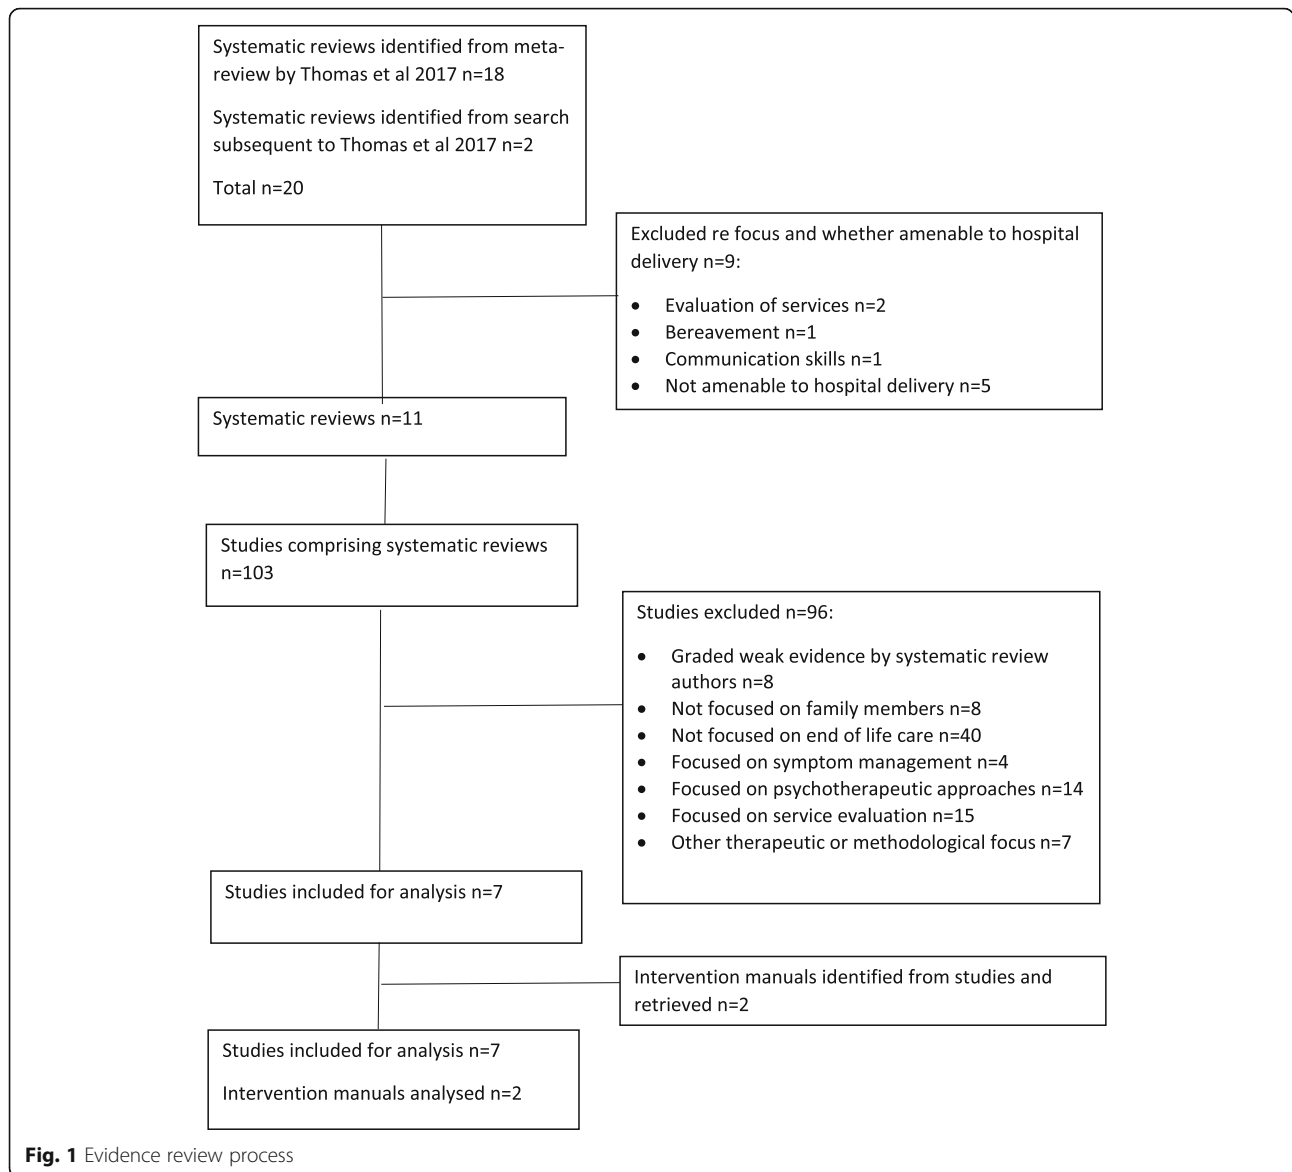 Systematic reviews identified from meta-
review by Thomas et al 2017 n=18
Systematic reviews identified from search
subsequent to Thomas et al 2017 n=2
Total n=20
Excluded re focus and whether amenable to hospital
delivery n=9:
• Evaluation of services n=2
• Bereavement n=1
• Communication skills n=1
• Not amenable to hospital delivery n=5
Systematic reviews n=11
Studies comprising systematic reviews
n=103
Studies excluded n=96:
• Graded weak evidence by systematic review
authors n=8
• Not focused on family members n=8
• Not focused on end of life care n=40
• Focused on symptom management n=4
• Focused on psychotherapeutic approaches n=14
• Focused on service evaluation n=15
• Other therapeutic or methodological focus n=7
Studies included for analysis n=7
Intervention manuals identified from studies and
retrieved n=2
Studies included for analysis n=7
Intervention manuals analysed n=2
Fig. 1 Evidence review process